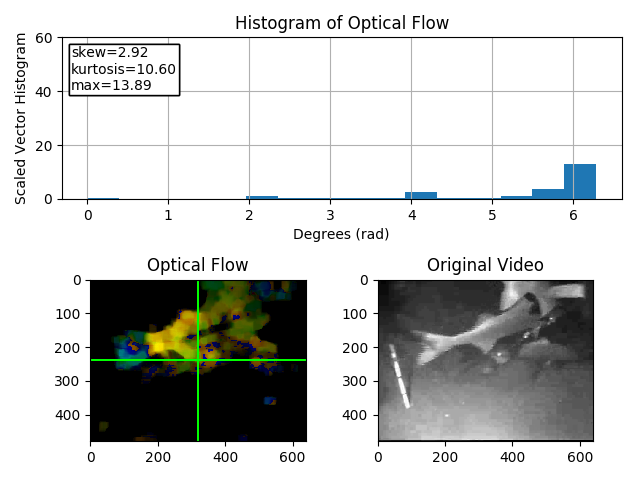 Histogram of Optical Flow
Scaled Vector Histogram
60
40
20
0
skew=2.92
kurtosis=10.60
max=13.89
0 1 2 3 4 5 6
Degrees (rad)
Optical Flow
0
100
200
300
400
0 200 400 600
Original Video
0
100
200
300
400
0 200 400 600